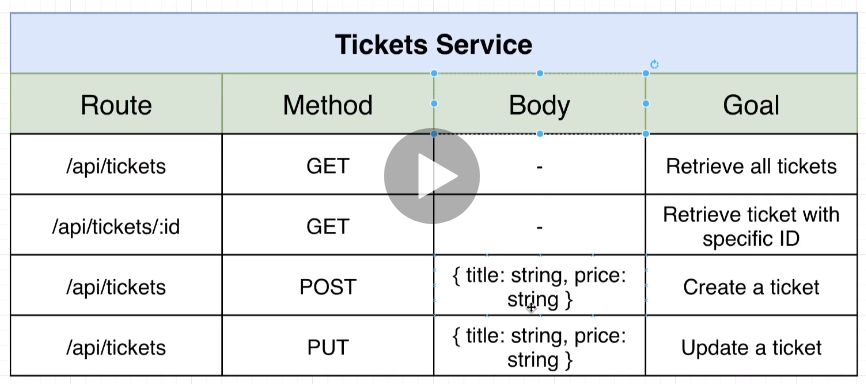 Tickets Service
Route Method Body Goal
/api/tickets GET - Retrieve all tickets
/api/tickets/:id GET - Retrieve ticket with
specific ID
/api/tickets POST { title: string, price:
string } Create a ticket
/api/tickets PUT { title: string, price:
string } Update a ticket